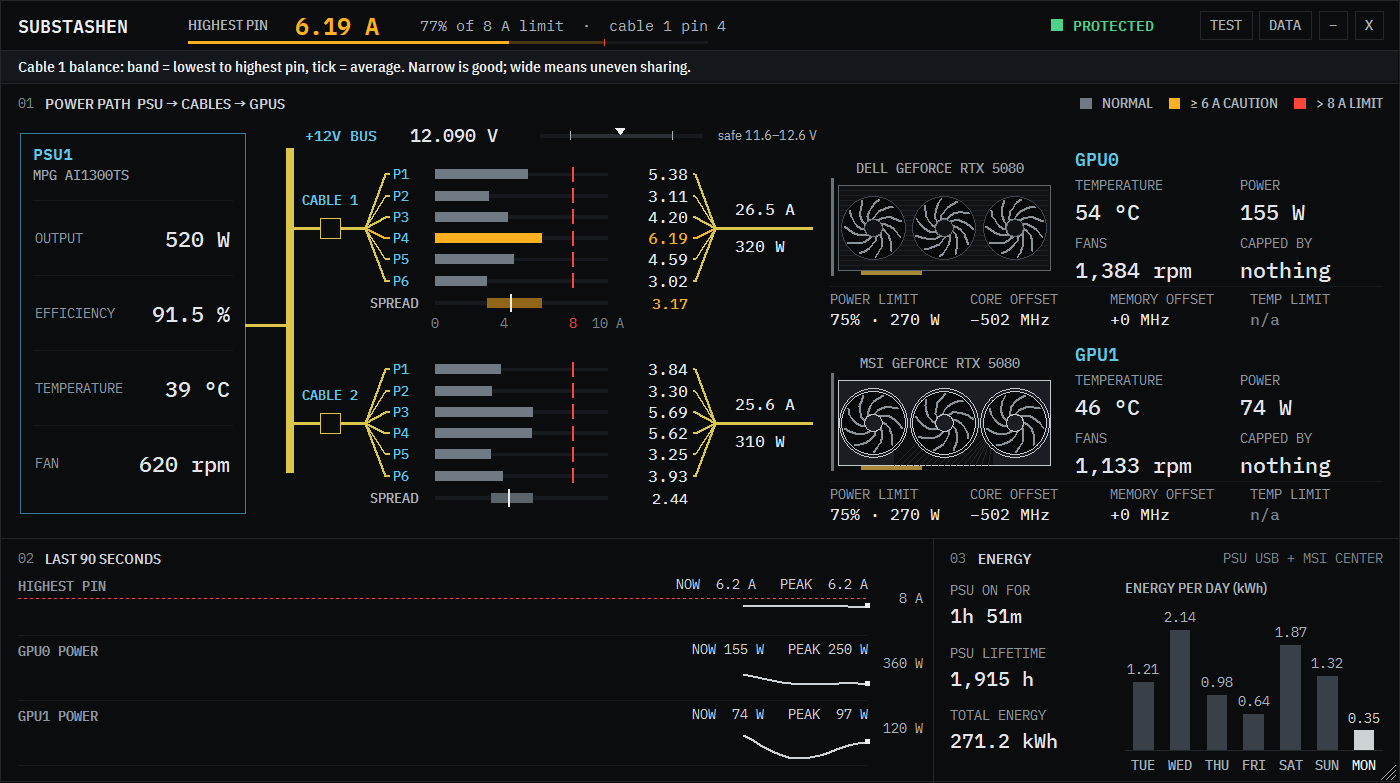 SUBSTASHEN HIGHEST PIN 6.19 A 77% of 8 A limit · cable 1 pin 4 PROTECTED TEST DATA – X
Cable 1 balance: band = lowest to highest pin, tick = average. Narrow is good; wide means uneven sharing.
01 POWER PATH PSU → CABLES → GPUS NORMAL ≥ 6 A CAUTION > 8 A LIMIT
PSU1
MPG AI1300TS
OUTPUT 520 W
EFFICIENCY 91.5 %
TEMPERATURE 39 °C
FAN 620 rpm
+12V BUS 12.090 V safe 11.6–12.6 V
CABLE 1
P1 5.38
P2 3.11
P3 4.20
P4 6.19
P5 4.59
P6 3.02
SPREAD 3.17
0 4 8 10 A
26.5 A
320 W
CABLE 2
P1 3.84
P2 3.30
P3 5.69
P4 5.62
P5 3.25
P6 3.93
SPREAD 2.44
25.6 A
310 W
DELL GEFORCE RTX 5080
GPU0
TEMPERATURE POWER
54 °C 155 W
FANS CAPPED BY
1,384 rpm nothing
POWER LIMIT CORE OFFSET MEMORY OFFSET TEMP LIMIT
75% · 270 W −502 MHz +0 MHz n/a
MSI GEFORCE RTX 5080
GPU1
TEMPERATURE POWER
46 °C 74 W
FANS CAPPED BY
1,133 rpm nothing
POWER LIMIT CORE OFFSET MEMORY OFFSET TEMP LIMIT
75% · 270 W −502 MHz +0 MHz n/a
02 LAST 90 SECONDS
HIGHEST PIN NOW 6.2 A PEAK 6.2 A
8 A
GPU0 POWER NOW 155 W PEAK 250 W
360 W
GPU1 POWER NOW 74 W PEAK 97 W
120 W
03 ENERGY PSU USB + MSI CENTER
PSU ON FOR
1h 51m
PSU LIFETIME
1,915 h
TOTAL ENERGY
271.2 kWh
ENERGY PER DAY (kWh)
1.21 2.14 0.98 0.64 1.87 1.32 0.35
TUE WED THU FRI SAT SUN MON